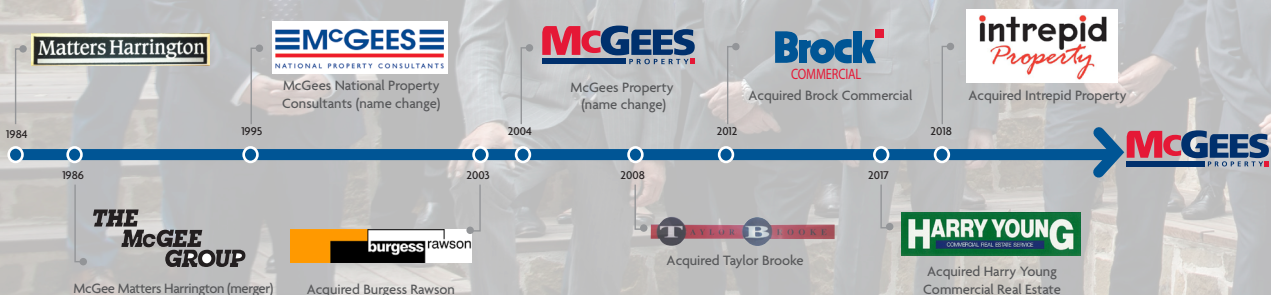 Matters Harrington
1984
McGEES
NATIONAL PROPERTY CONSULTANTS
McGees National Property
Consultants (name change)
1995
McGEES
PROPERTY
McGees Property
(name change)
2004
Brock
COMMERCIAL
Acquired Brock Commercial
2012
intrepid
Property
Acquired Intrepid Property
2018
McGEES
PROPERTY
1986
THE
McGEE
GROUP
McGee Matters Harrington (merger)
2003
burgess rawson
Acquired Burgess Rawson
2008
TAYLOR BROOKE
Acquired Taylor Brooke
2017
HARRY YOUNG
COMMERCIAL REAL ESTATE SERVICE
Acquired Harry Young
Commercial Real Estate